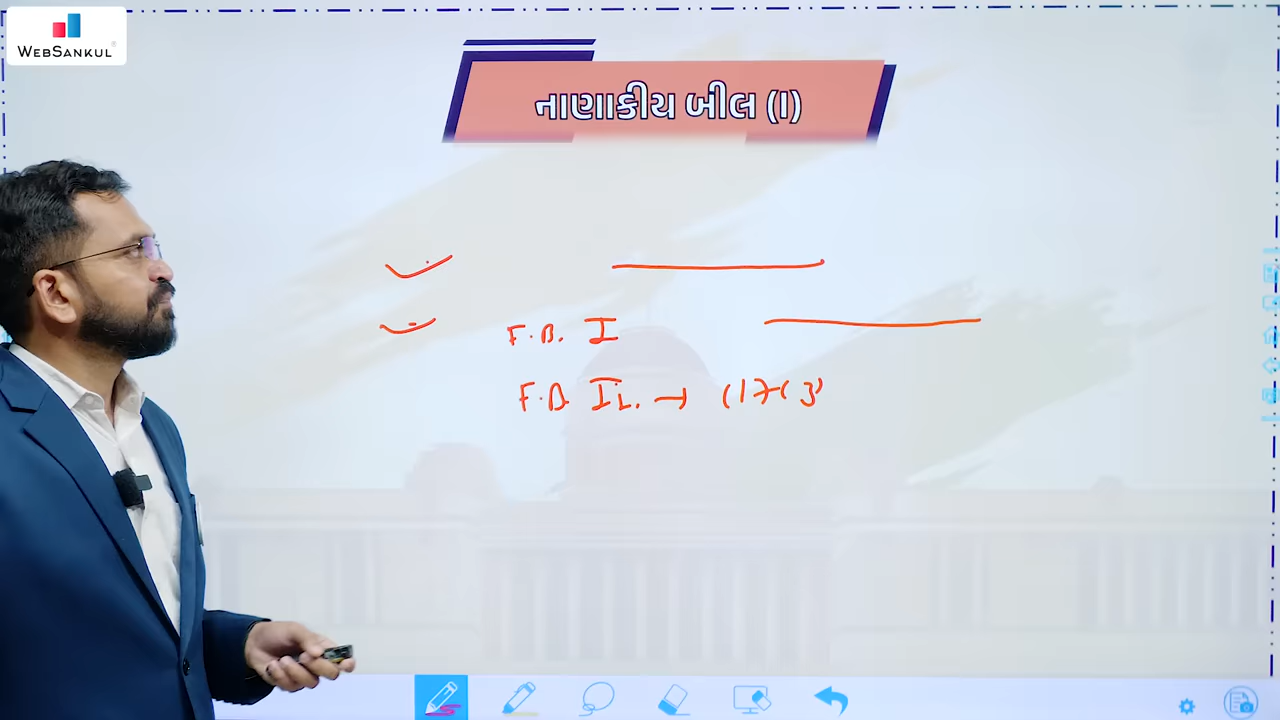 WEBSANKUL
નાણાકીય બીલ (I)
F.B. I
F.B II. → 117(3)